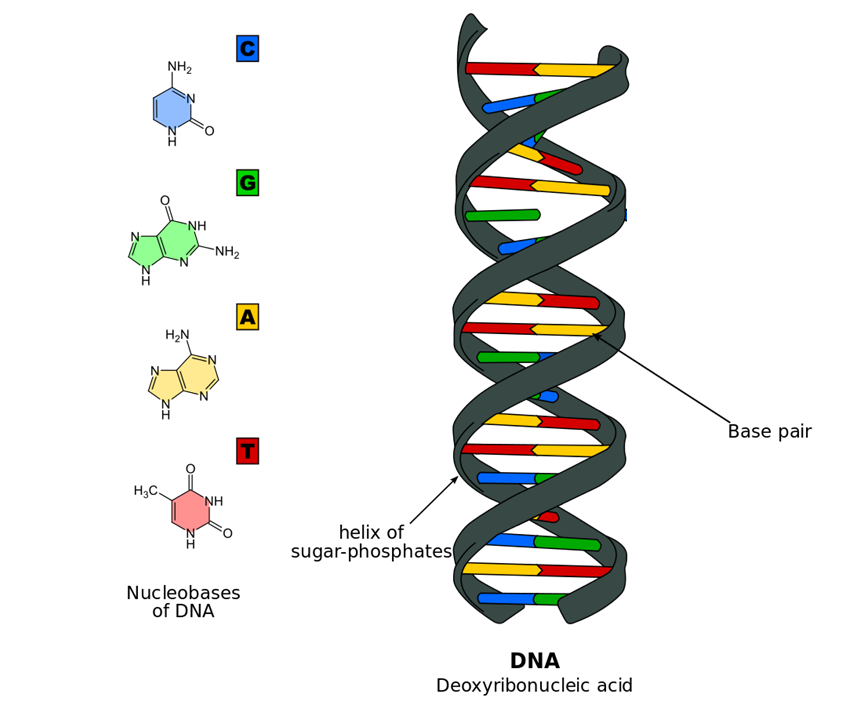 C
NH₂
N
O
N
H
G
O
N
NH
N
NH₂
N
H
A
H₂N
N
N
N
N
H
T
O
H₃C
NH
N
O
H
Nucleobases
of DNA
Base pair
helix of
sugar-phosphates
DNA
Deoxyribonucleic acid